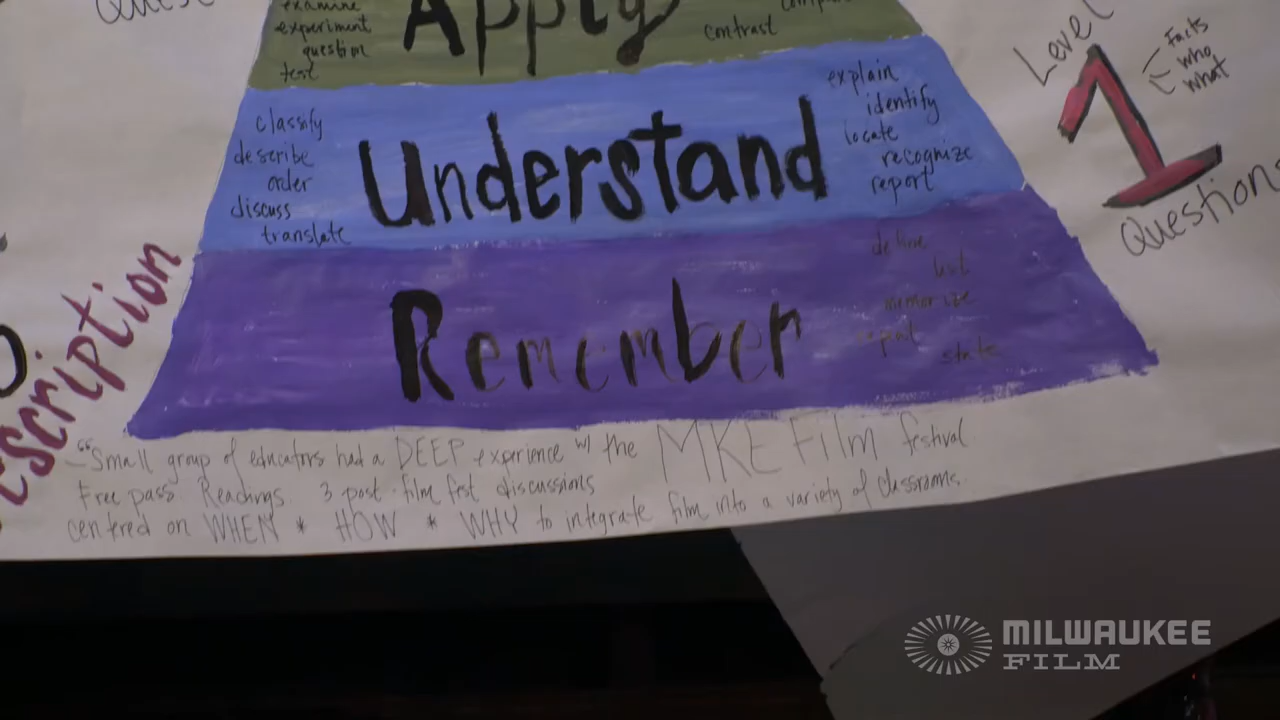 examine
experiment
question
test
Apply
contrast
Level
1
Facts
who
what
Questions
classify
describe
order
discuss
translate
Understand
explain
identify
locate
recognize
report
Remember
define
list
memorize
repeat
state
"Small group of educators had a DEEP experience w/ the MKE Film festival
Free pass. Readings. 3 post-film fest discussions
centered on WHEN * HOW * WHY to integrate film into a variety of classrooms.
MILWAUKEE
FILM